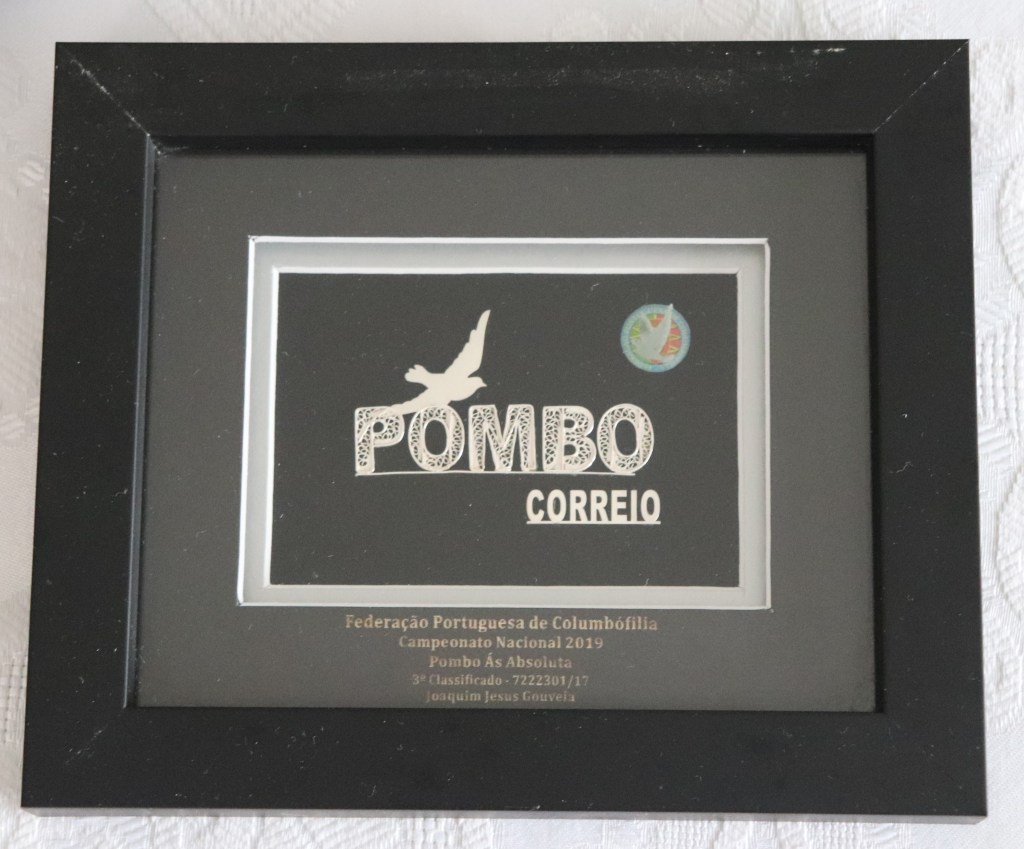 POMBO
CORREIO
Federação Portuguesa de Columbófilia
Campeonato Nacional 2019
Pombo Ás Absoluta
3º Classificado - 7222301/17
Joaquim Jesus Gouveia